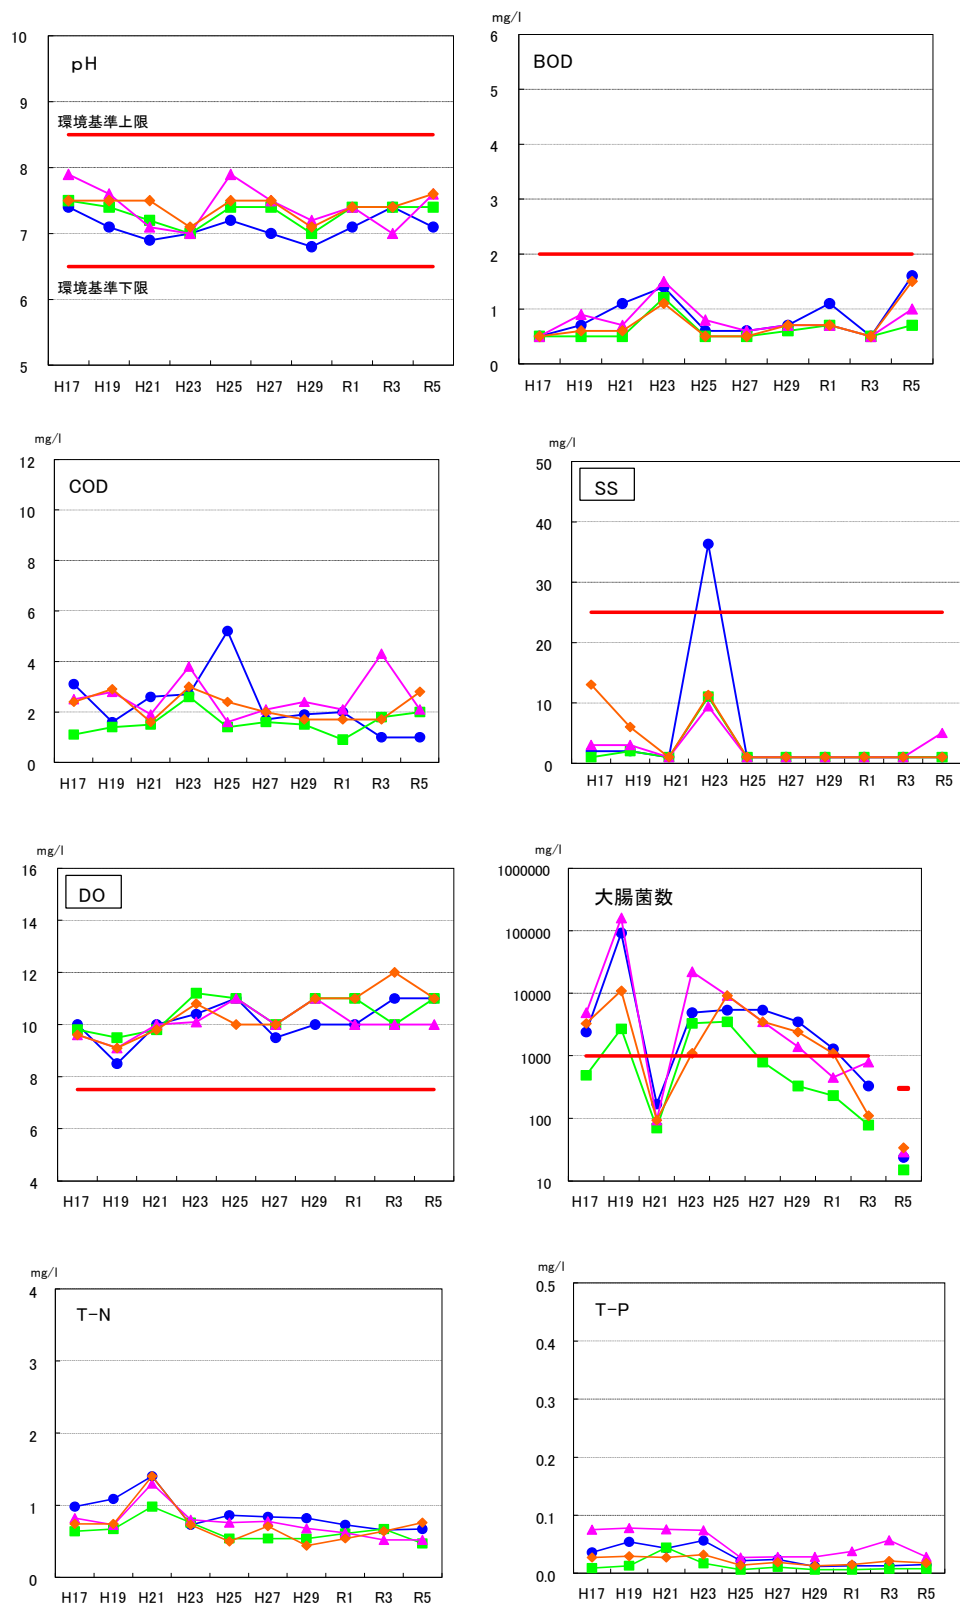 10
pH
9
環境基準上限
8
7
環境基準下限
6
5
H17 H19 H21 H23 H25 H27 H29 R1 R3 R5
mg/l
6
BOD
5
4
3
2
1
0
H17 H19 H21 H23 H25 H27 H29 R1 R3 R5
mg/l
12
COD
10
8
6
4
2
0
H17 H19 H21 H23 H25 H27 H29 R1 R3 R5
mg/l
50
SS
40
30
20
10
0
H17 H19 H21 H23 H25 H27 H29 R1 R3 R5
mg/l
16
DO
14
12
10
8
6
4
H17 H19 H21 H23 H25 H27 H29 R1 R3 R5
mg/l
1000000
大腸菌数
100000
10000
1000
100
10
H17 H19 H21 H23 H25 H27 H29 R1 R3 R5
mg/l
4
T-N
3
2
1
0
H17 H19 H21 H23 H25 H27 H29 R1 R3 R5
mg/l
0.5
T-P
0.4
0.3
0.2
0.1
0.0
H17 H19 H21 H23 H25 H27 H29 R1 R3 R5